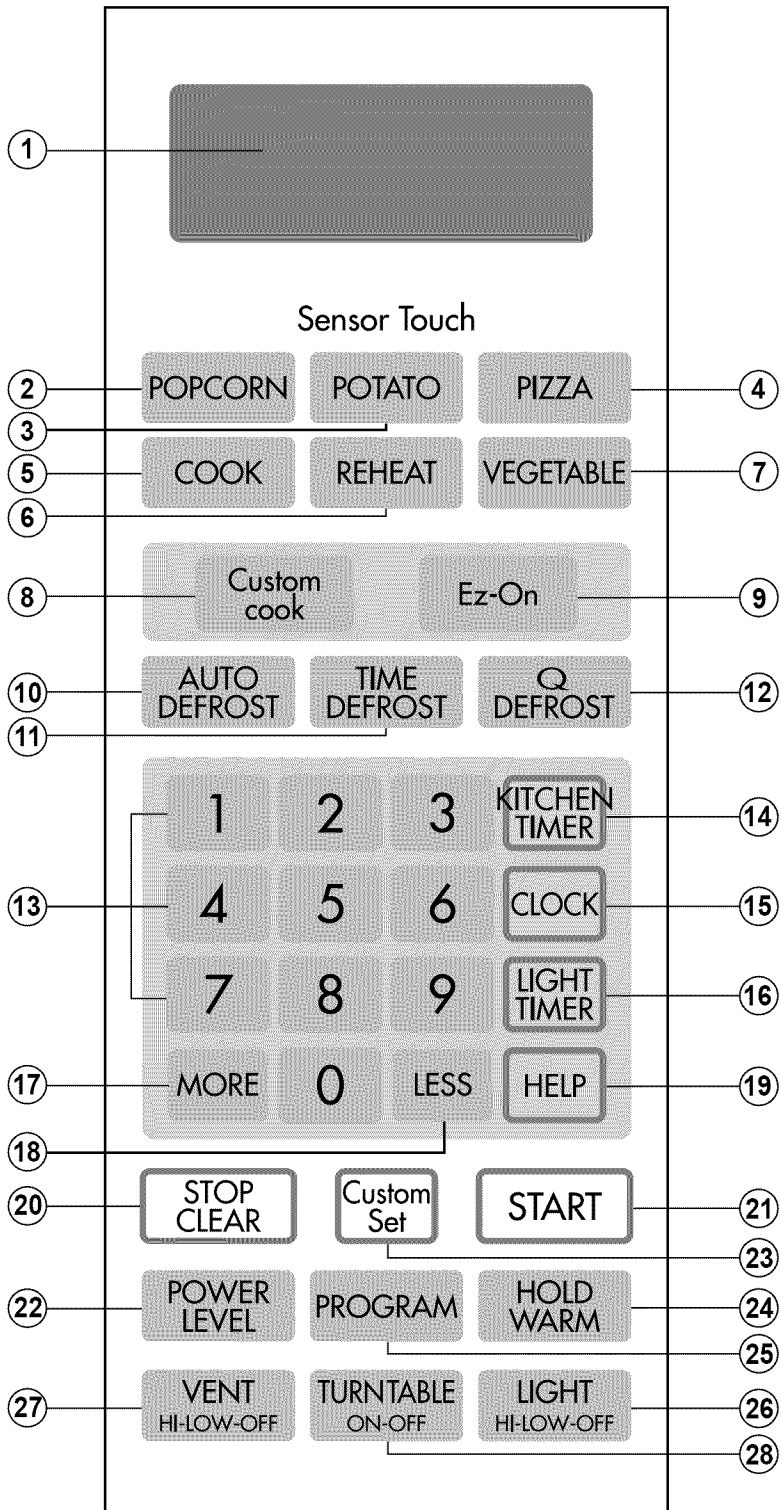 1
Sensor Touch
2 POPCORN POTATO PIZZA 4
3
5 COOK REHEAT VEGETABLE 7
6
8 Custom cook Ez-On 9
10 AUTO DEFROST TIME DEFROST Q DEFROST 12
11
1 2 3 KITCHEN TIMER 14
13 4 5 6 CLOCK 15
7 8 9 LIGHT TIMER 16
17 MORE 0 LESS HELP 19
18
20 STOP CLEAR Custom Set START 21
23
22 POWER LEVEL PROGRAM HOLD WARM 24
25
27 VENT HI-LOW-OFF TURNTABLE ON-OFF LIGHT HI-LOW-OFF 26
28